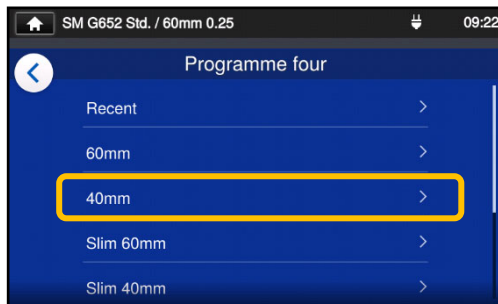 SM G652 Std. / 60mm 0.25 09:22
Programme four
Recent
60mm
40mm
Slim 60mm
Slim 40mm